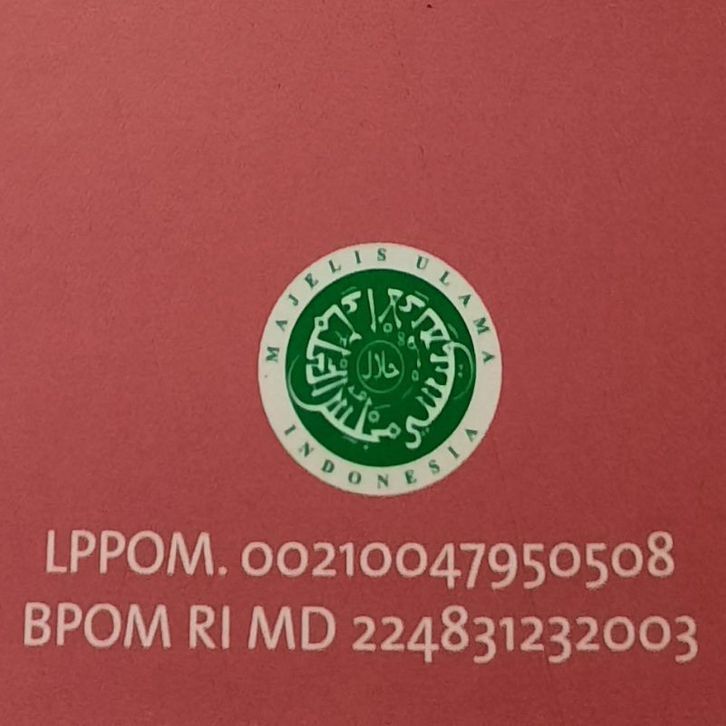 MAJELIS ULAMA
INDONESIA
حلال
LPPOM. 00210047950508
BPOM RI MD 224831232003